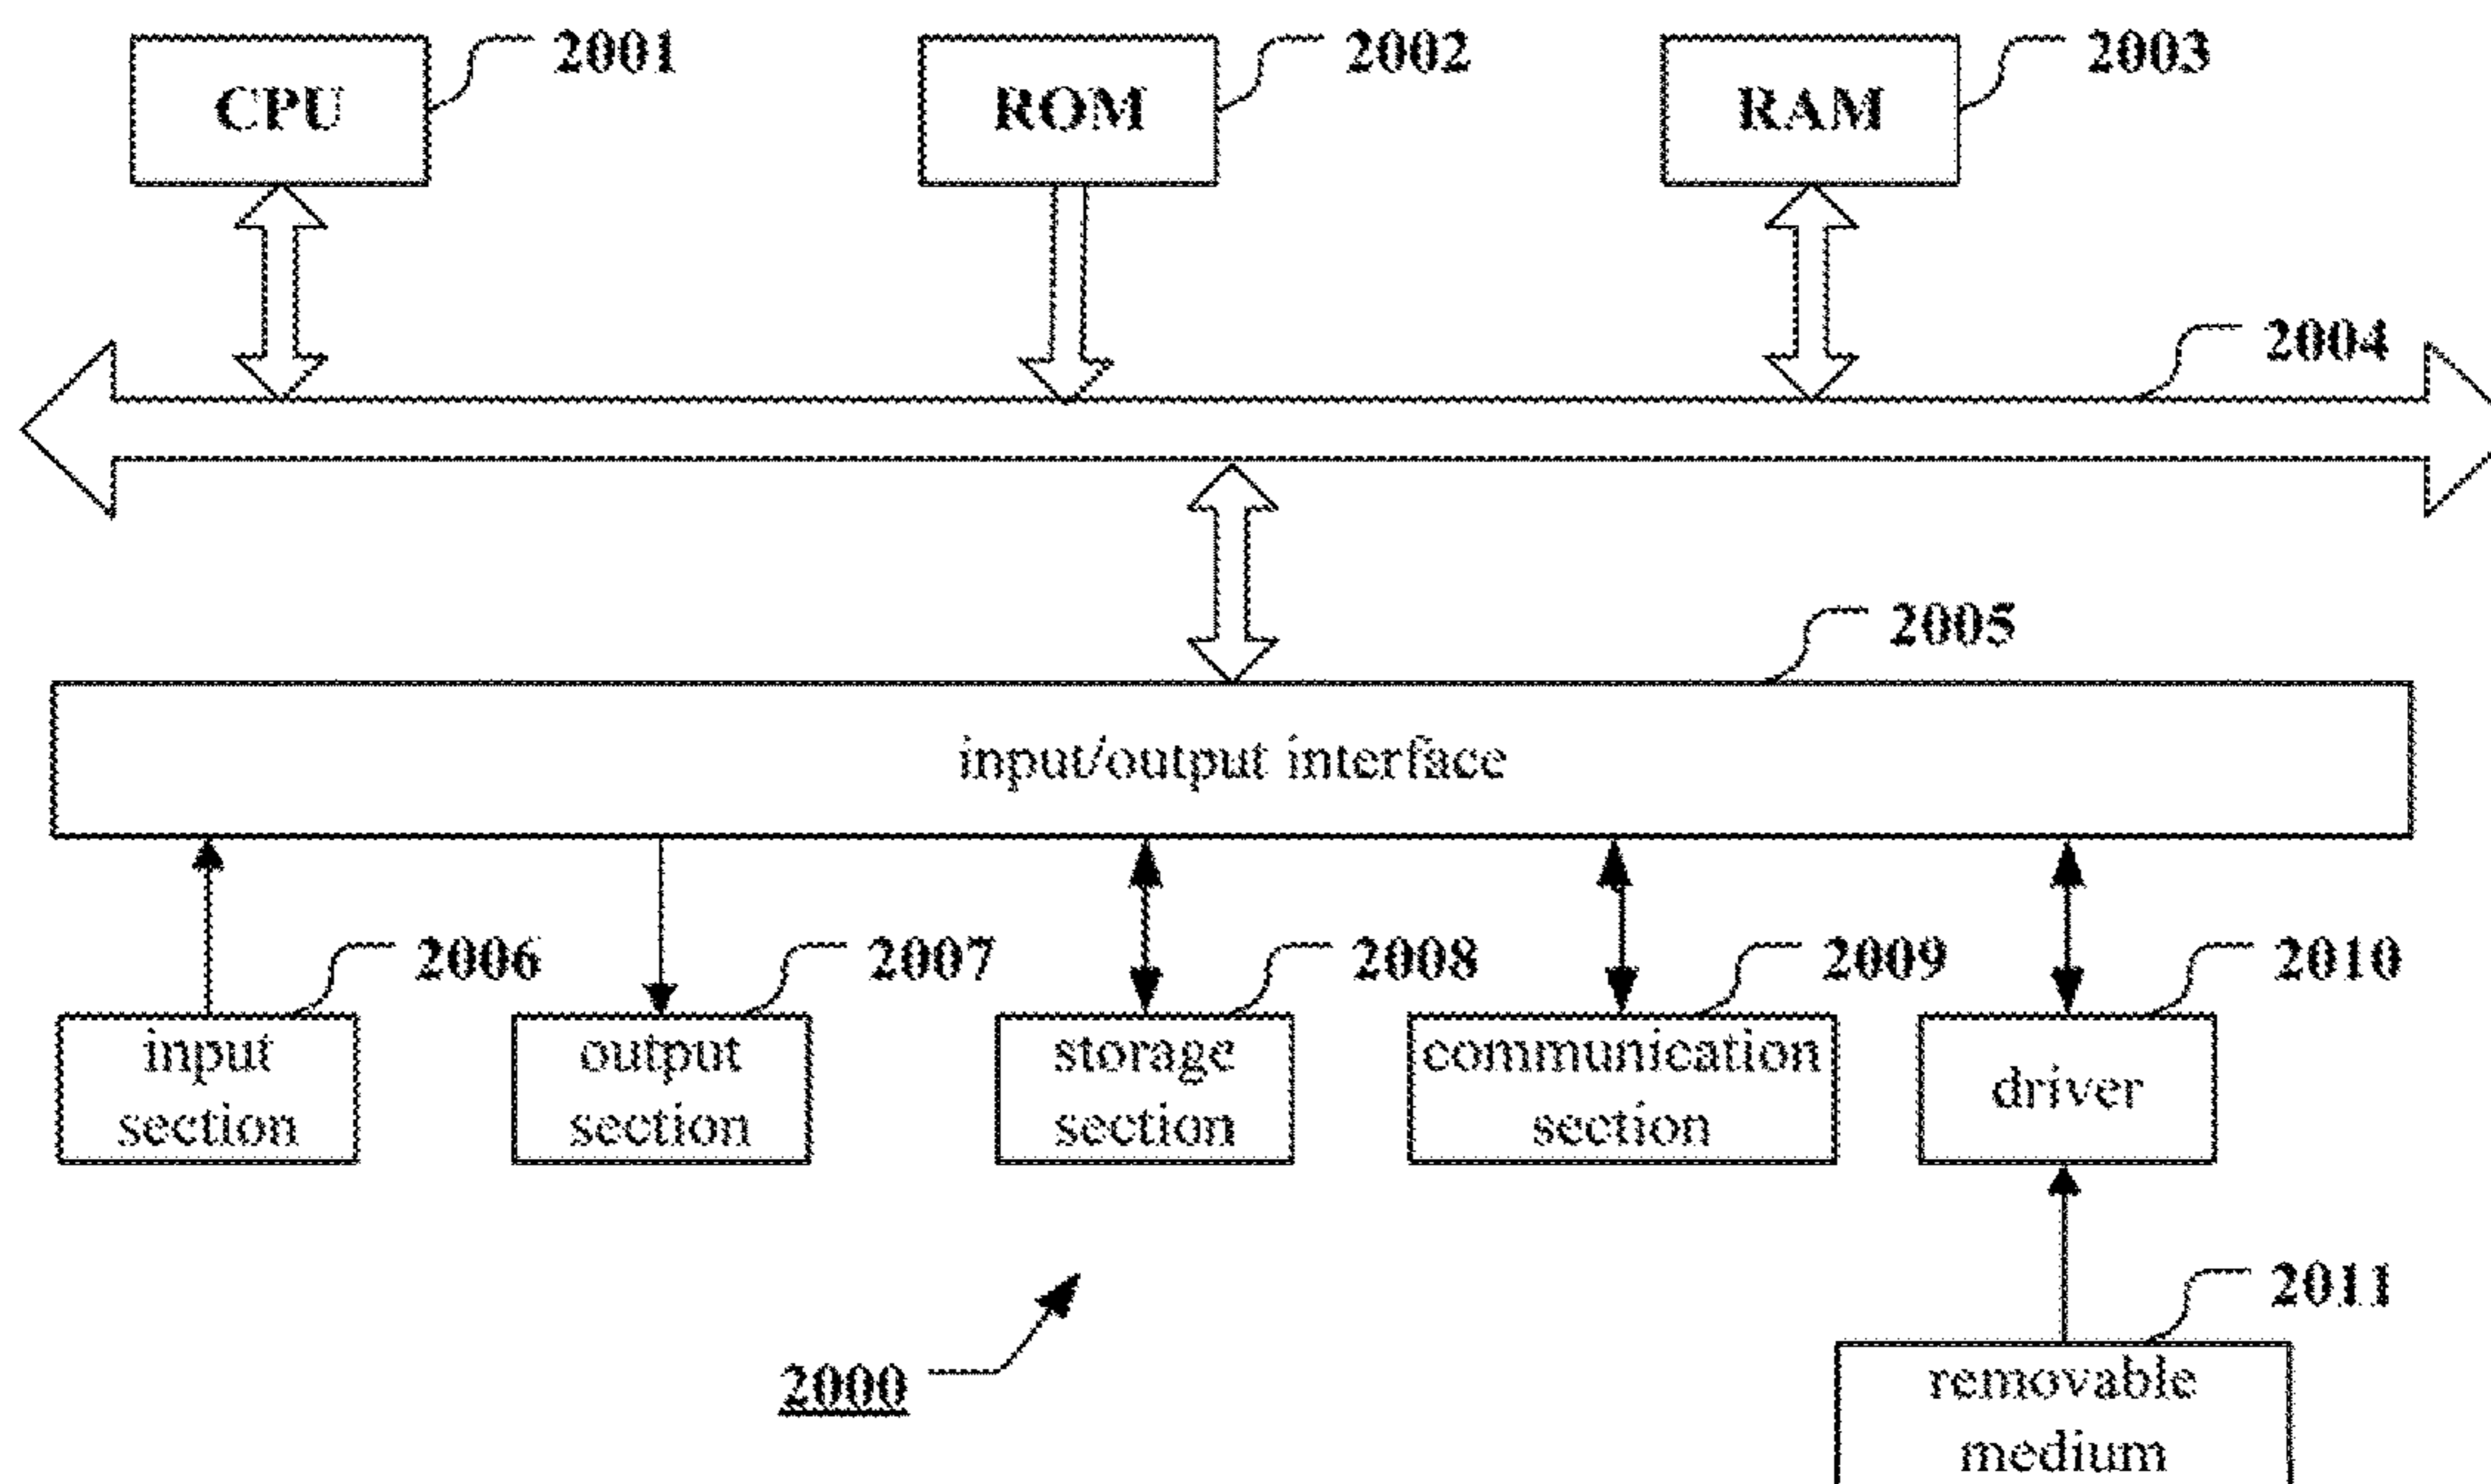 CPU 2001 ROM 2002 RAM 2003
2004
2005
input/output interface
2006 2007 2008 2009 2010
input section
output section
storage section
communication section
driver
2011
2000
removable
medium